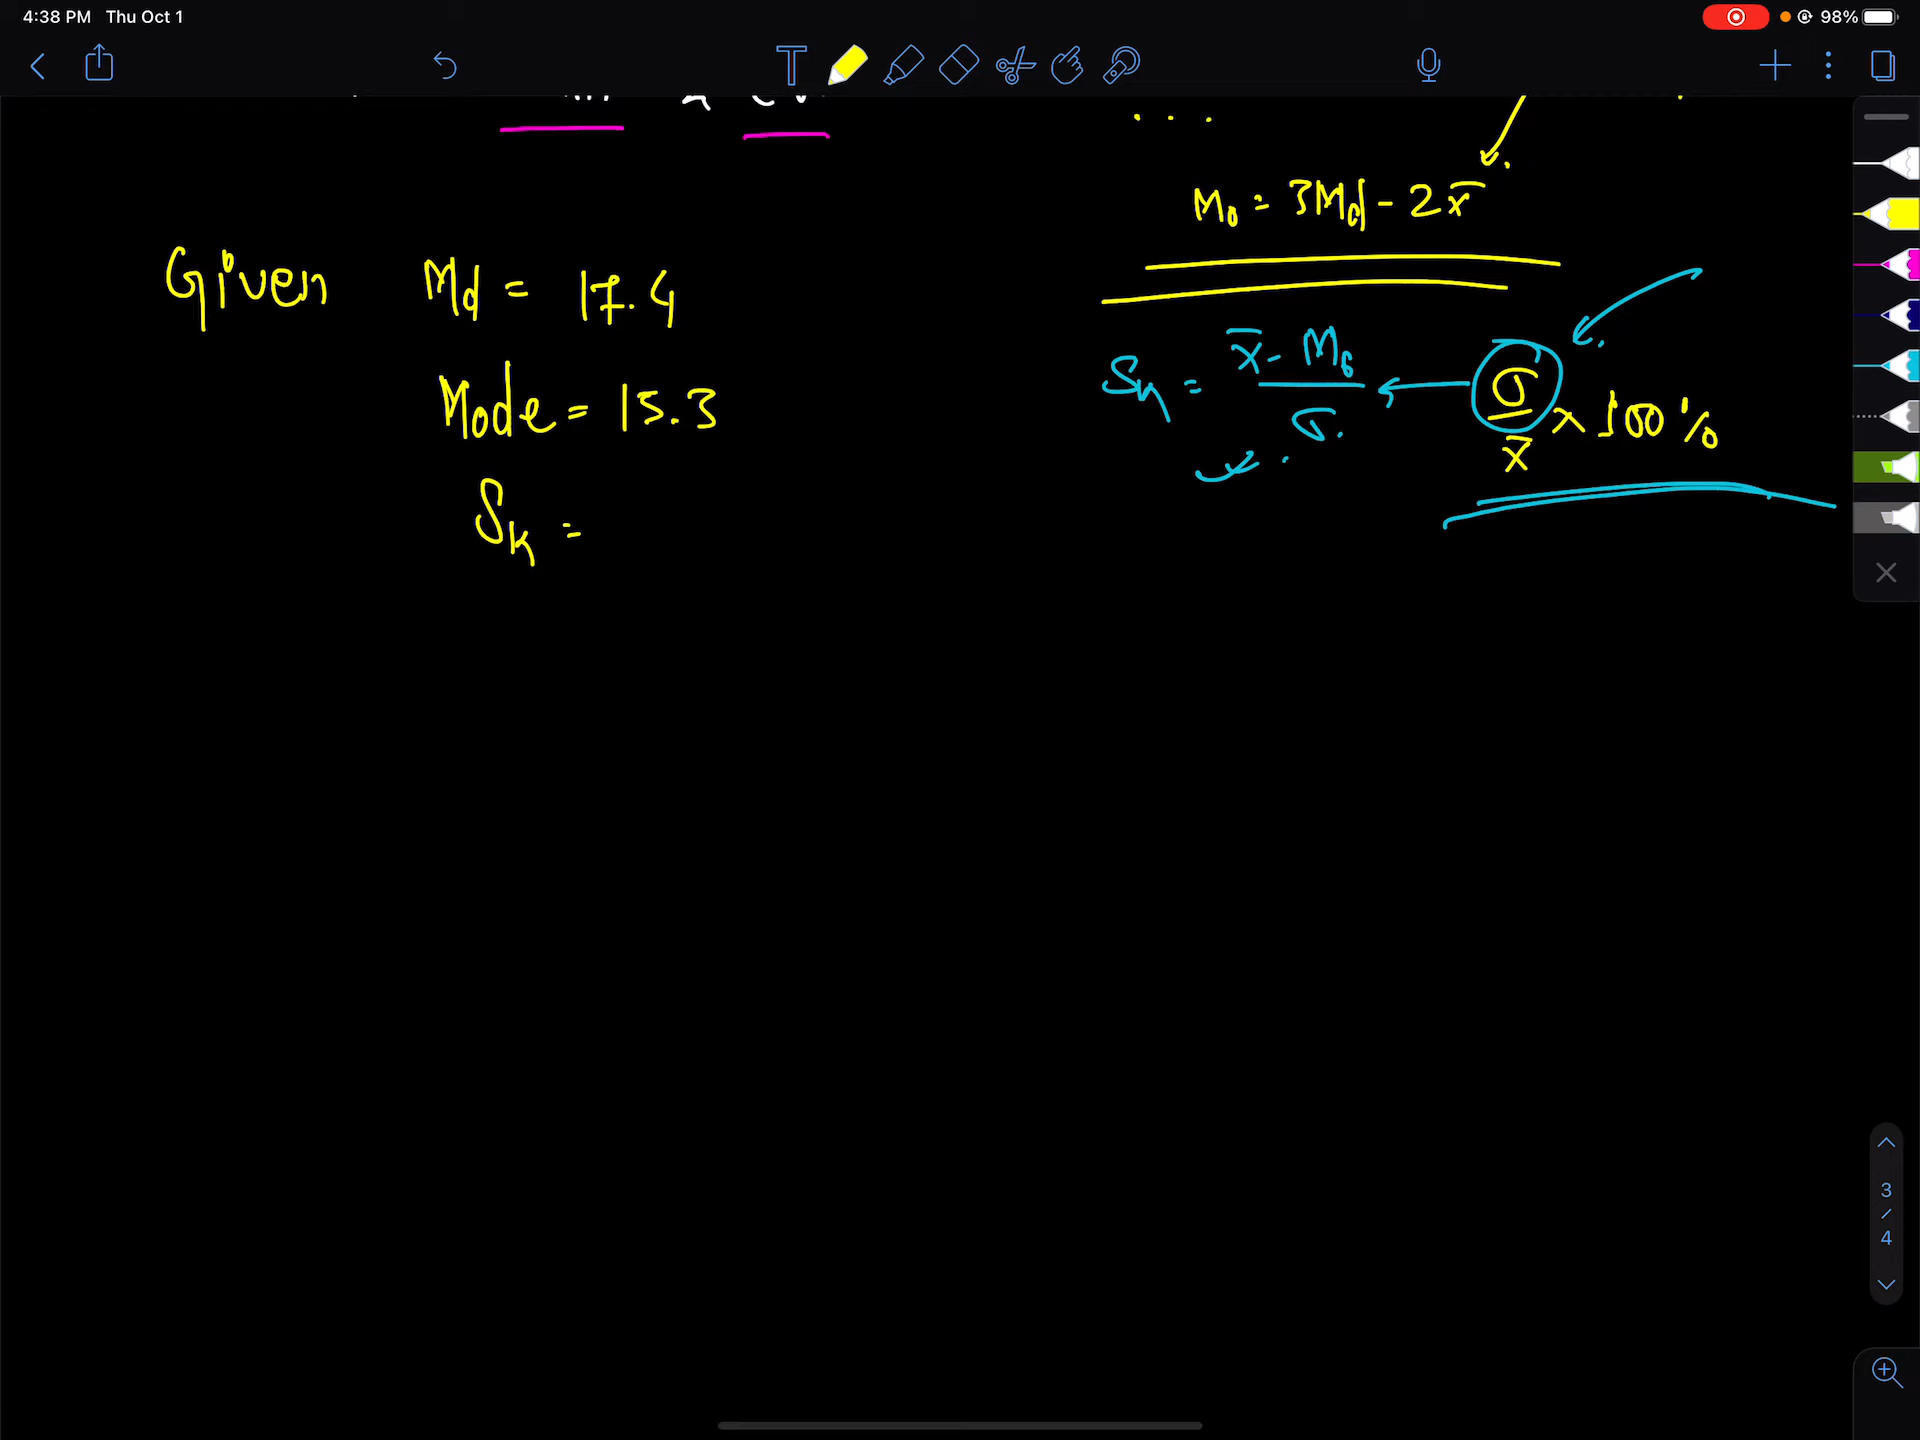 4:38 PM Thu Oct 1
98%
...
M₀ = 3Md - 2x̄
Given Md = 17.4
Mode = 15.3
Sk =
Sk = x̄ - M₀ / σ
σ / x̄ × 100%
3
/
4